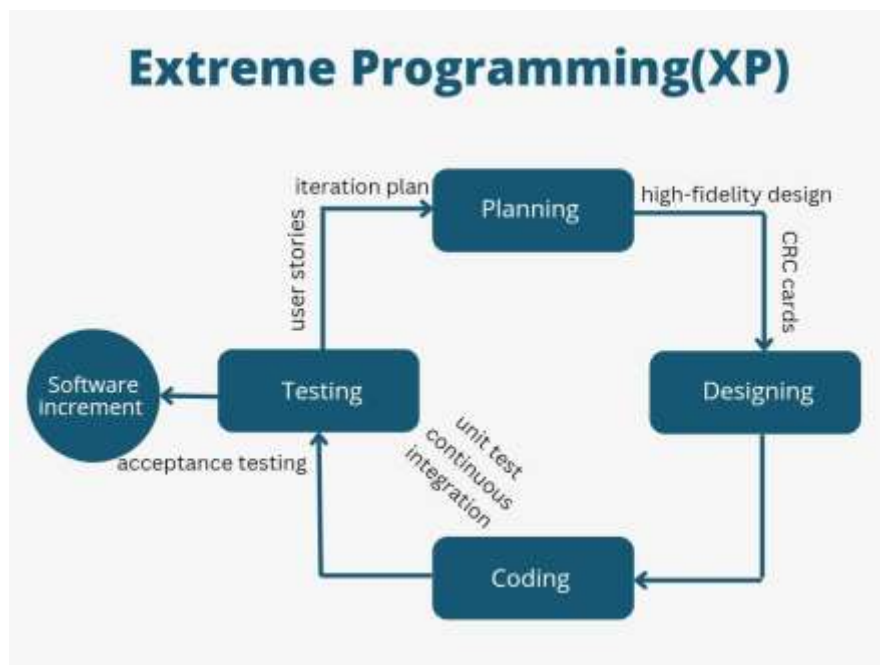 Extreme Programming(XP)
iteration plan
Planning
high-fidelity design
user stories
CRC cards
Software
increment
Testing
Designing
acceptance testing
unit test
continuous
integration
Coding